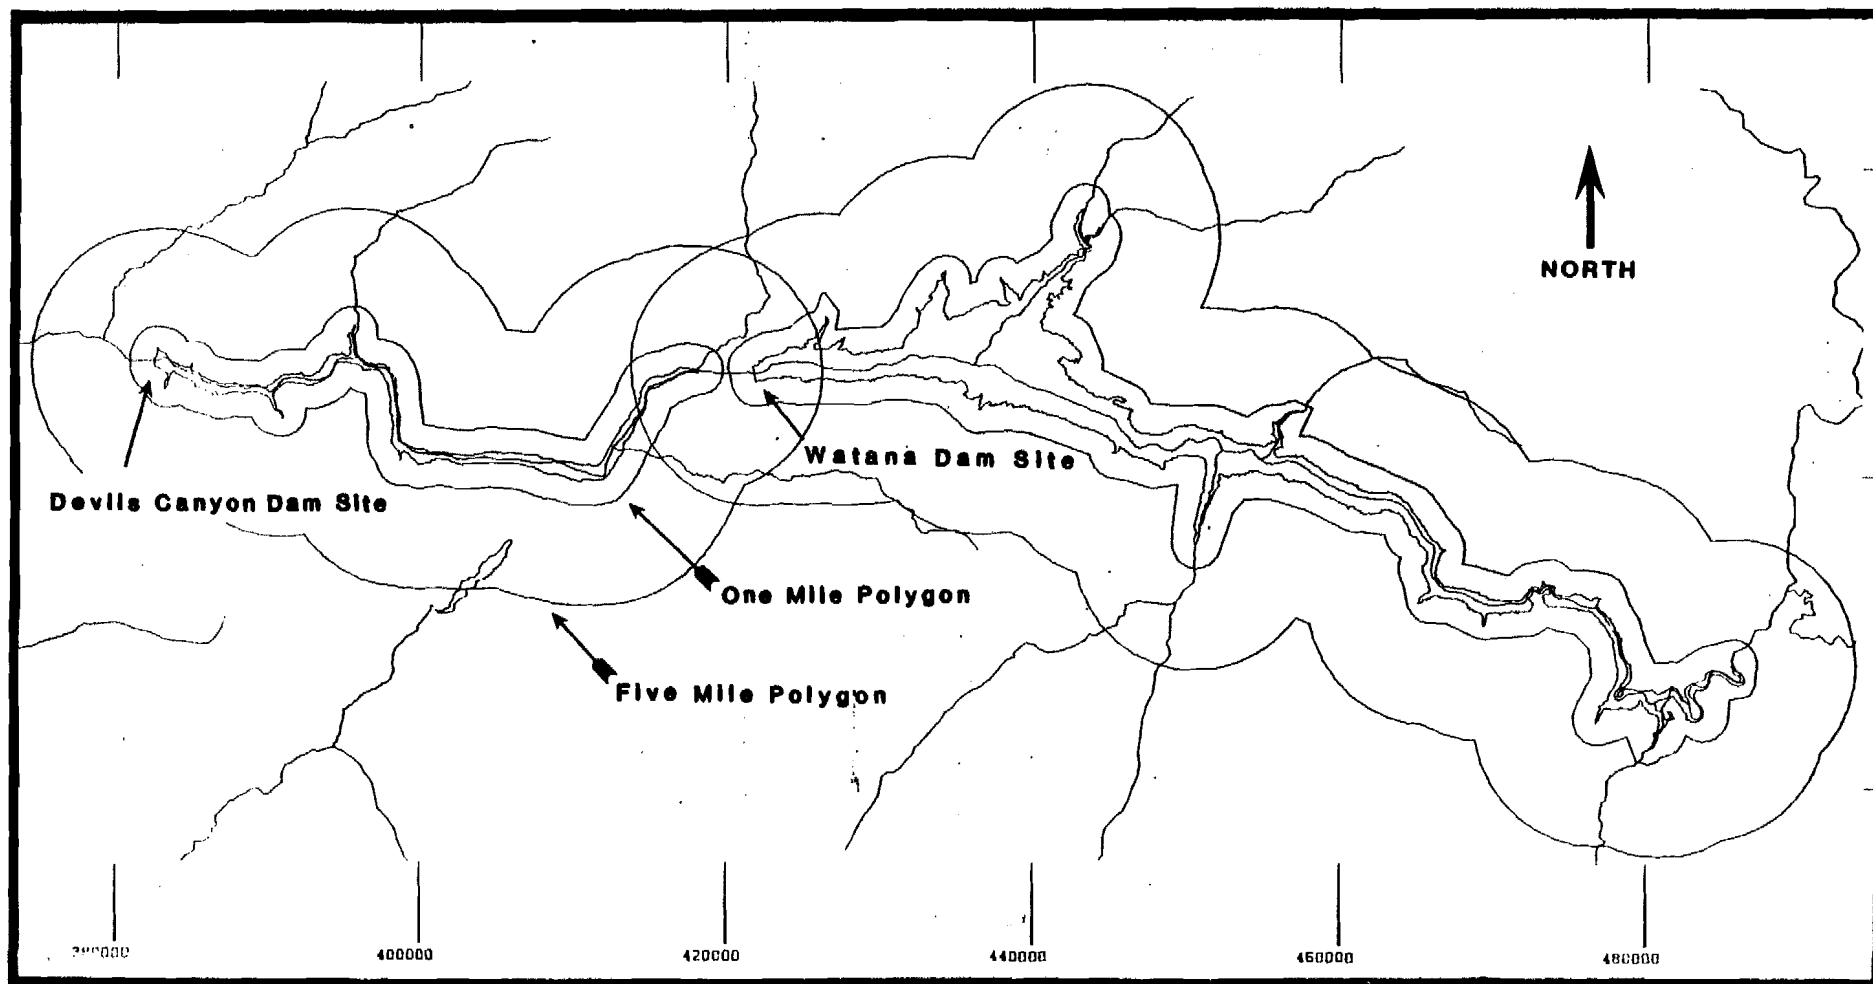 NORTH
Watana Dam Site
Devils Canyon Dam Site
One Mile Polygon
Five Mile Polygon
400000
420000
440000
460000
480000